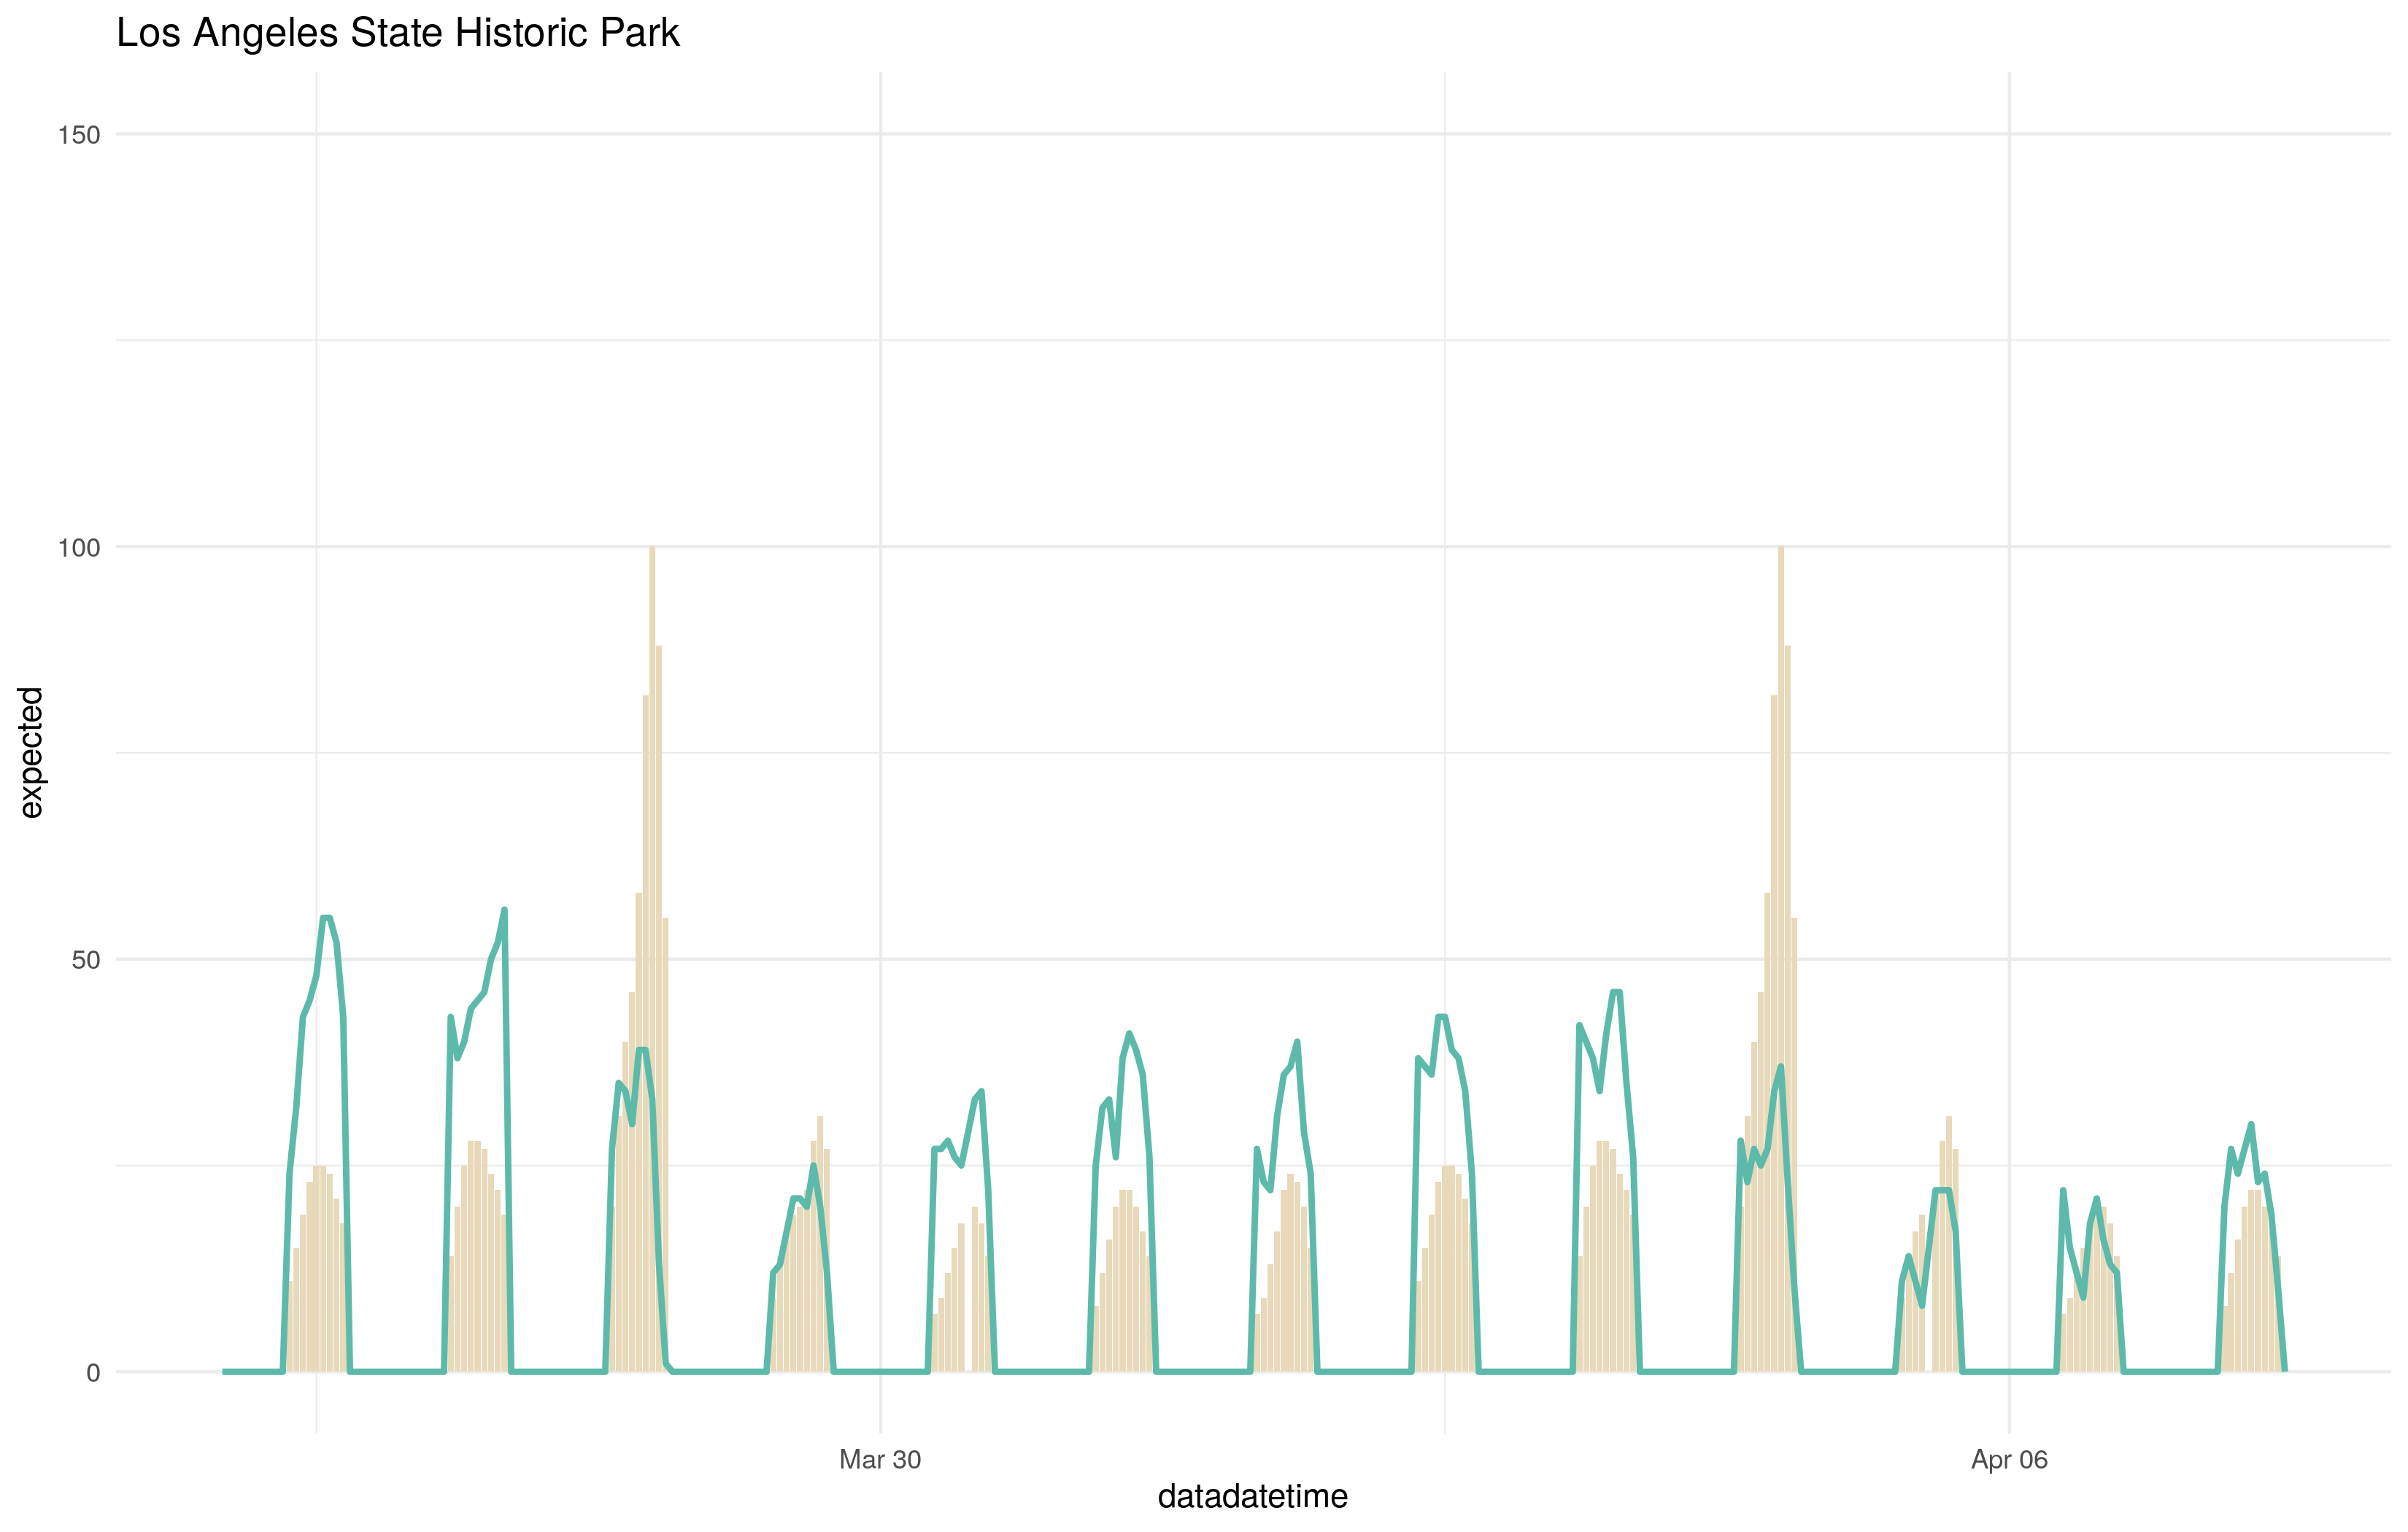 Los Angeles State Historic Park
150
100
50
0
expected
Mar 30
Apr 06
datadatetime